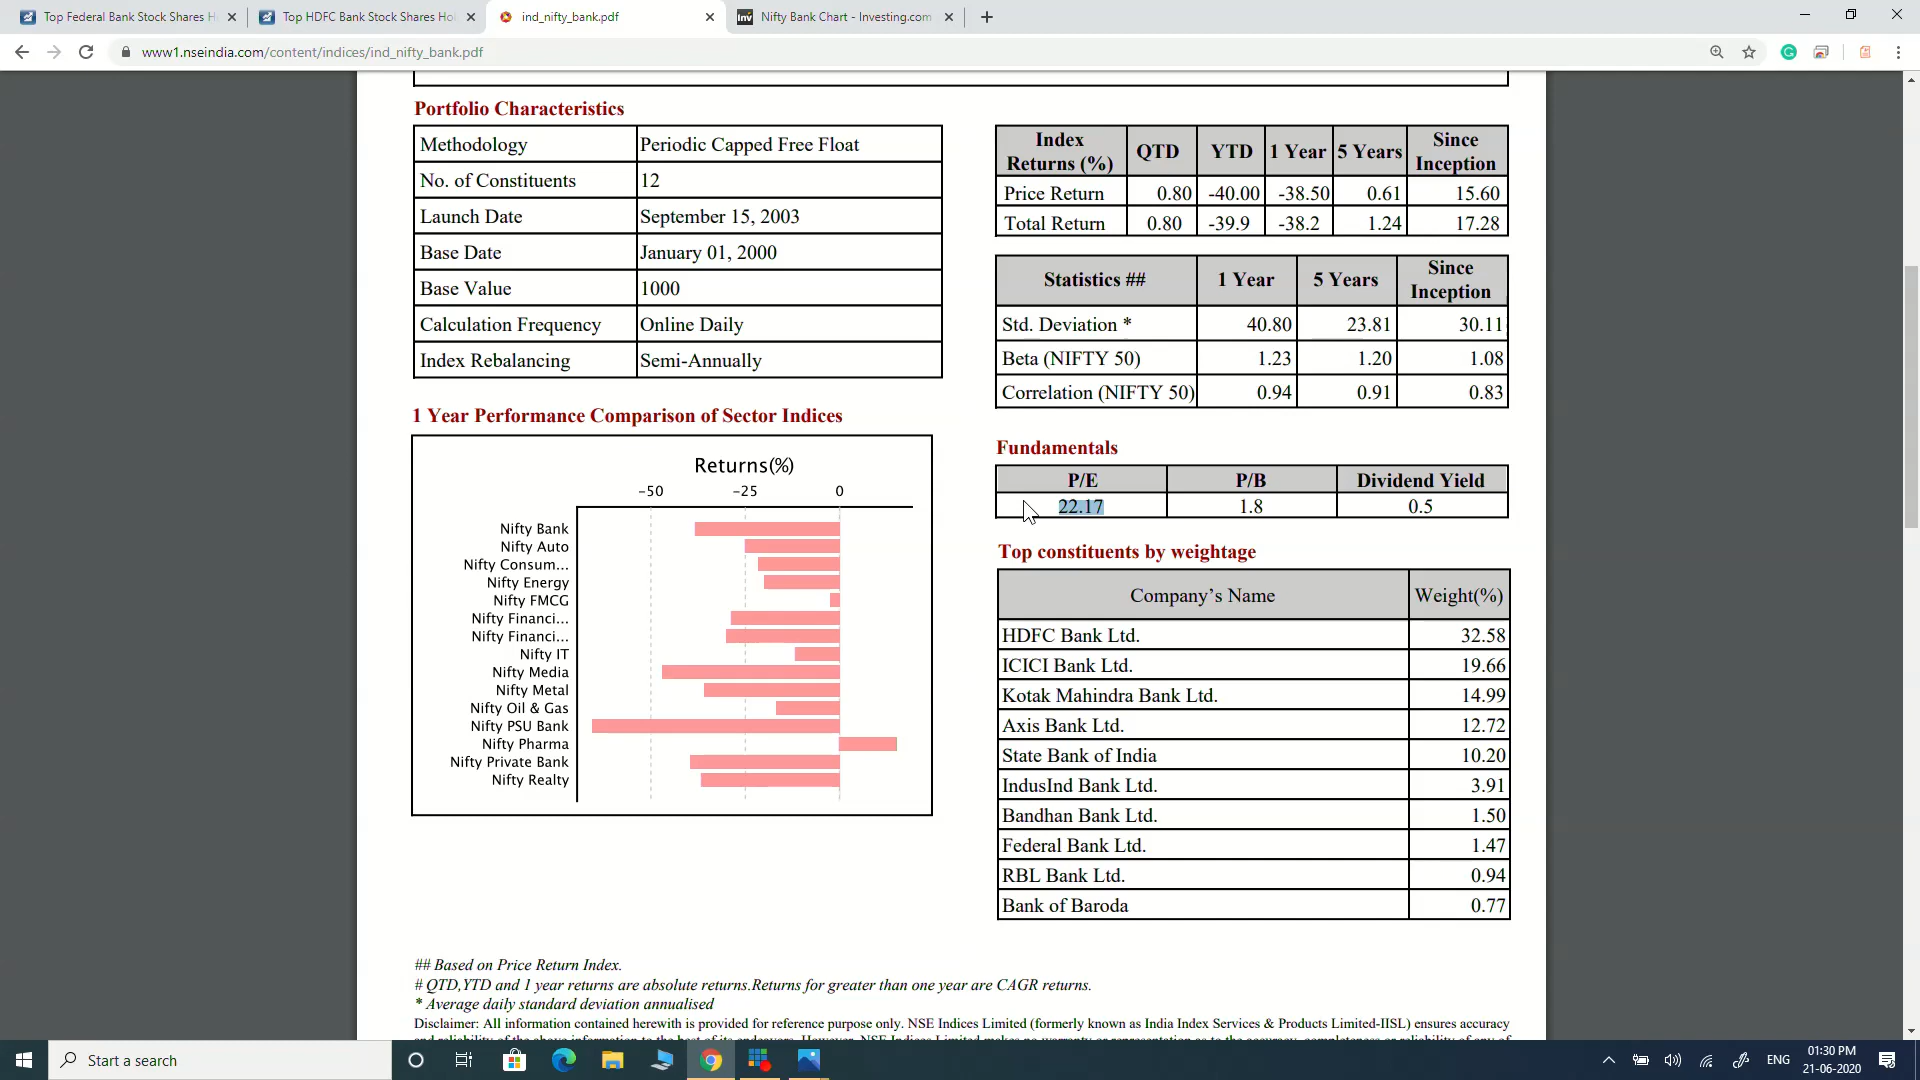 Top Federal Bank Stock Shares H
Top HDFC Bank Stock Shares Ho
ind_nifty_bank.pdf
Inv
Nifty Bank Chart - Investing.com
www1.nseindia.com/content/indices/ind_nifty_bank.pdf
Portfolio Characteristics
Methodology Periodic Capped Free Float
No. of Constituents 12
Launch Date September 15, 2003
Base Date January 01, 2000
Base Value 1000
Calculation Frequency Online Daily
Index Rebalancing Semi-Annually
1 Year Performance Comparison of Sector Indices
Returns(%)
-50 -25 0
Nifty Bank
Nifty Auto
Nifty Consum...
Nifty Energy
Nifty FMCG
Nifty Financi...
Nifty Financi...
Nifty IT
Nifty Media
Nifty Metal
Nifty Oil & Gas
Nifty PSU Bank
Nifty Pharma
Nifty Private Bank
Nifty Realty
Index Returns (%) QTD YTD 1 Year 5 Years Since Inception
Price Return 0.80 -40.00 -38.50 0.61 15.60
Total Return 0.80 -39.9 -38.2 1.24 17.28
Statistics ## 1 Year 5 Years Since Inception
Std. Deviation * 40.80 23.81 30.11
Beta (NIFTY 50) 1.23 1.20 1.08
Correlation (NIFTY 50) 0.94 0.91 0.83
Fundamentals
P/E P/B Dividend Yield
22.17 1.8 0.5
Top constituents by weightage
Company’s Name Weight(%)
HDFC Bank Ltd. 32.58
ICICI Bank Ltd. 19.66
Kotak Mahindra Bank Ltd. 14.99
Axis Bank Ltd. 12.72
State Bank of India 10.20
IndusInd Bank Ltd. 3.91
Bandhan Bank Ltd. 1.50
Federal Bank Ltd. 1.47
RBL Bank Ltd. 0.94
Bank of Baroda 0.77
## Based on Price Return Index.
# QTD,YTD and 1 year returns are absolute returns.Returns for greater than one year are CAGR returns.
* Average daily standard deviation annualised
Disclaimer: All information contained herewith is provided for reference purpose only. NSE Indices Limited (formerly known as India Index Services & Products Limited-IISL) ensures accuracy
Start a search
ENG
01:30 PM
21-06-2020